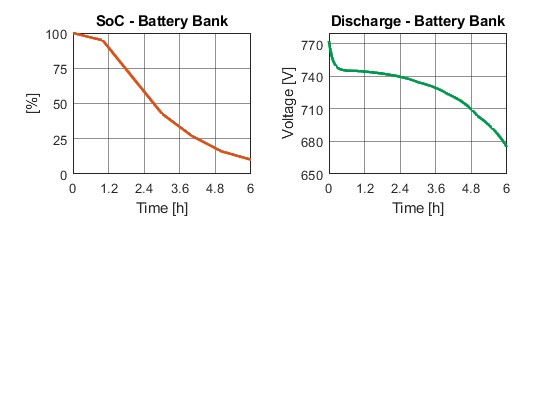 SoC - Battery Bank
100
75
50
25
0
[%]
0 1.2 2.4 3.6 4.8 6
Time [h]
Discharge - Battery Bank
770
740
710
680
650
Voltage [V]
0 1.2 2.4 3.6 4.8 6
Time [h]